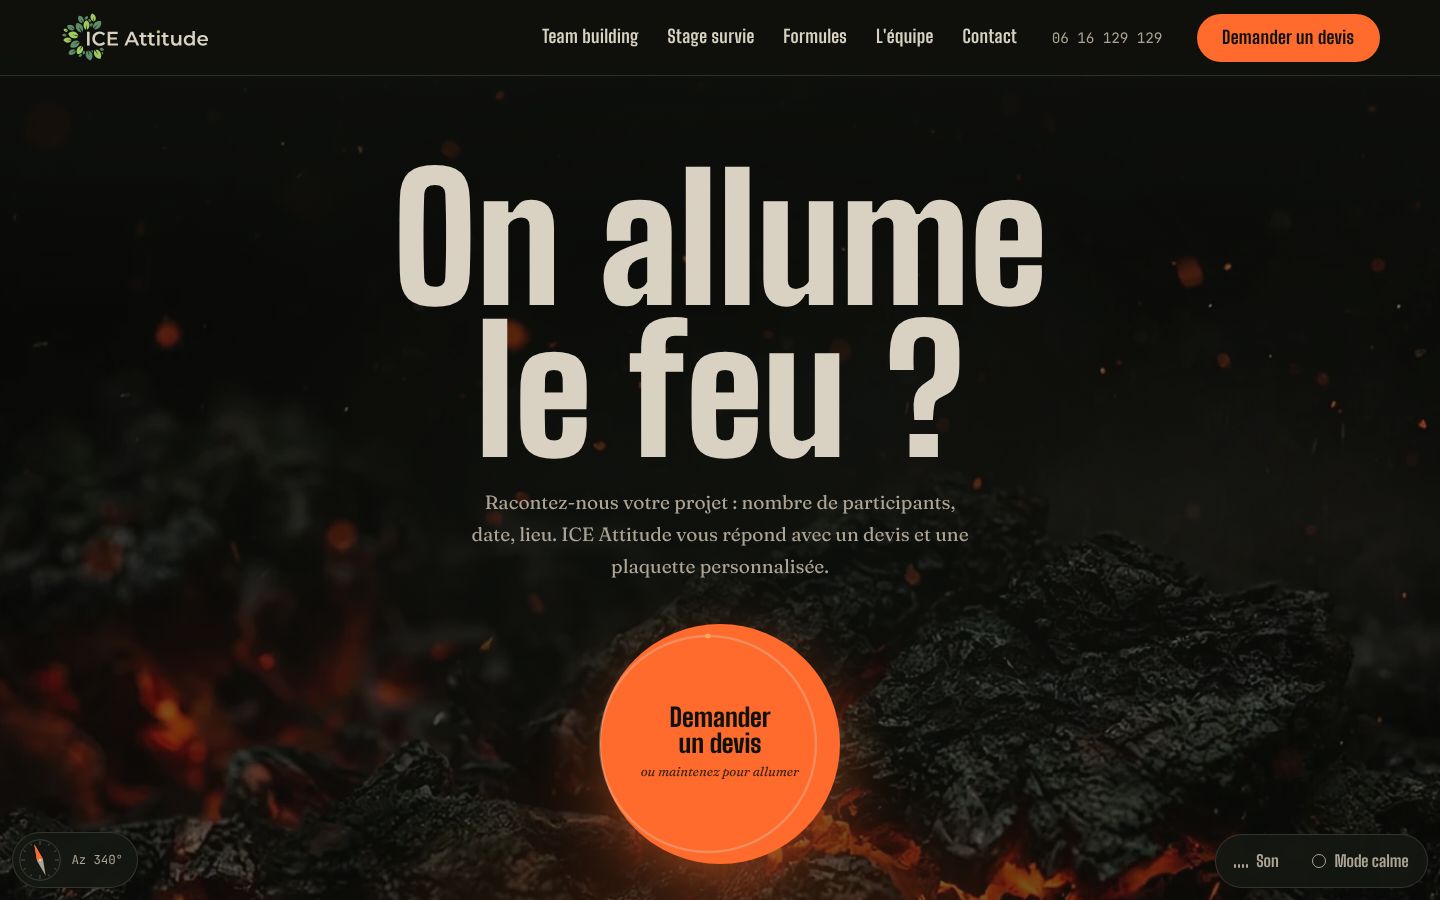 ICE Attitude
Team building
Stage survie
Formules
L'équipe
Contact
06 16 129 129
Demander un devis
On allume
le feu ?
Racontez-nous votre projet : nombre de participants,
date, lieu. ICE Attitude vous répond avec un devis et une
plaquette personnalisée.
Demander
un devis
ou maintenez pour allumer
Az 340°
Son
Mode calme